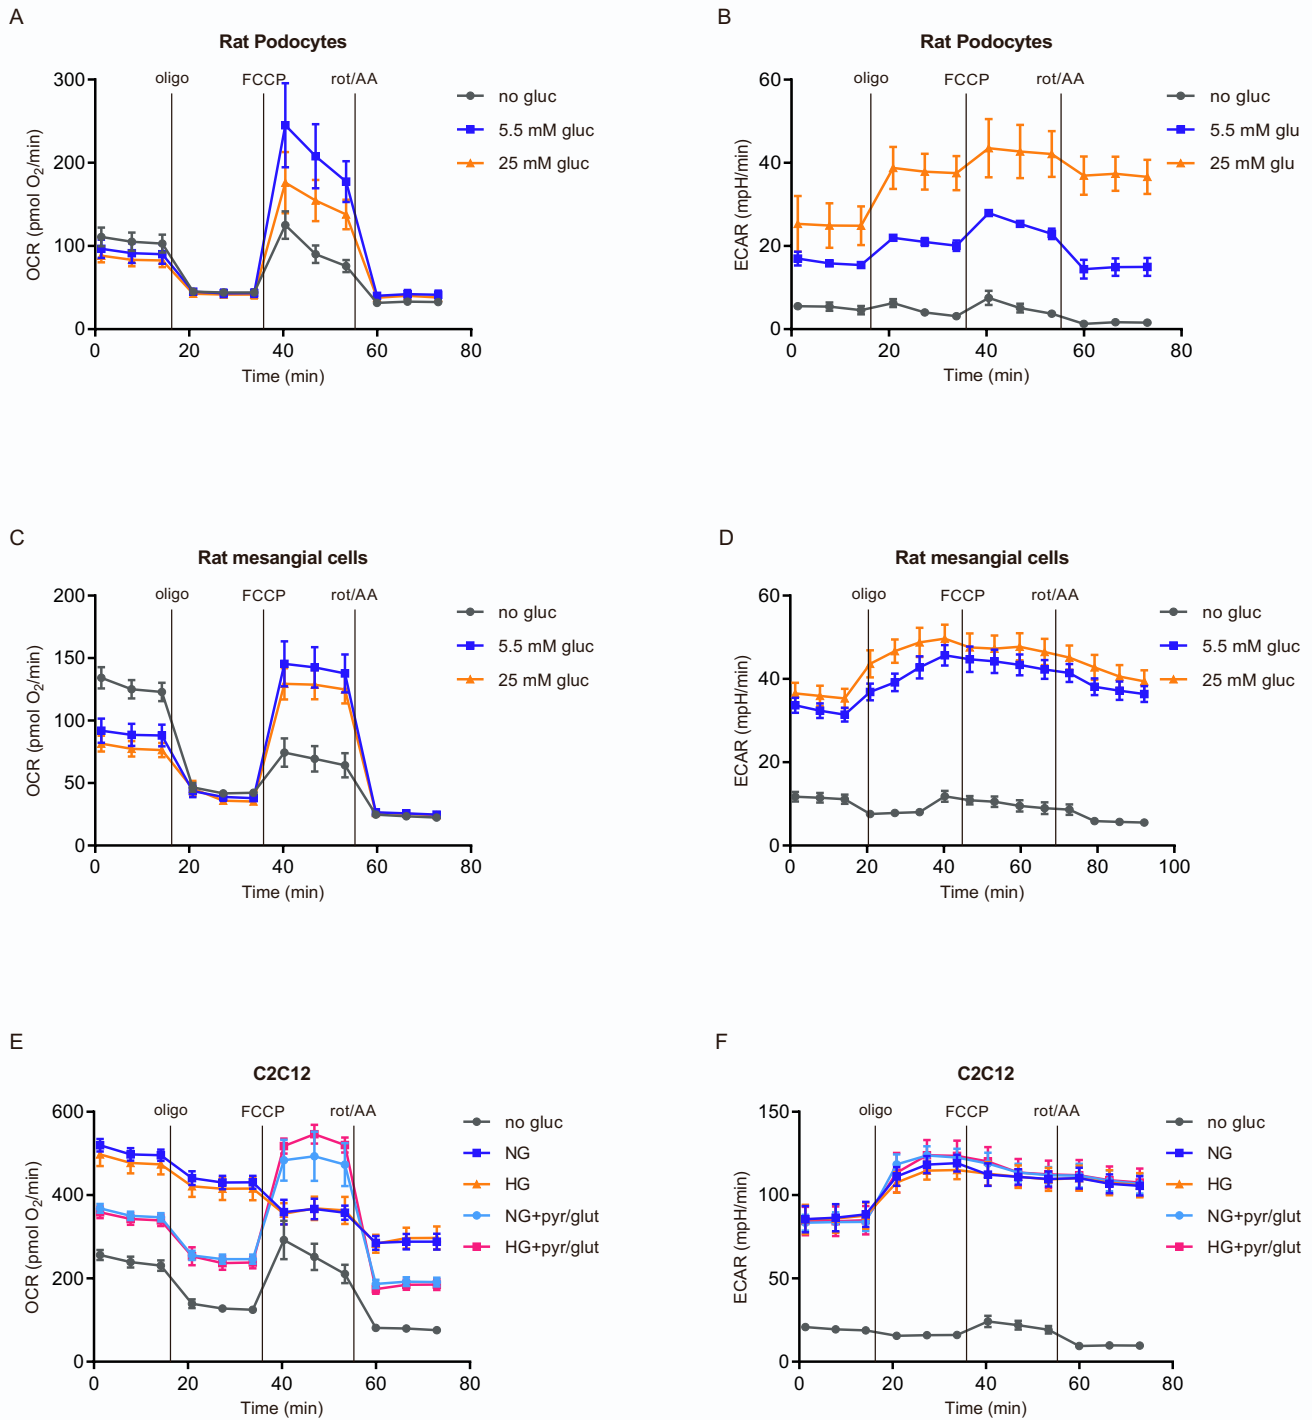 A
Rat Podocytes
oligo FCCP rot/AA
300
200
100
0
OCR (pmol O₂/min)
0 20 40 60 80
Time (min)
no gluc
5.5 mM gluc
25 mM gluc
B
Rat Podocytes
oligo FCCP rot/AA
60
40
20
0
ECAR (mpH/min)
0 20 40 60 80
Time (min)
no gluc
5.5 mM glu
25 mM glu
C
Rat mesangial cells
oligo FCCP rot/AA
200
150
100
50
0
OCR (pmol O₂/min)
0 20 40 60 80
Time (min)
no gluc
5.5 mM gluc
25 mM gluc
D
Rat mesangial cells
oligo FCCP rot/AA
60
40
20
0
ECAR (mpH/min)
0 20 40 60 80 100
Time (min)
no gluc
5.5 mM gluc
25 mM gluc
E
C2C12
oligo FCCP rot/AA
600
400
200
0
OCR (pmol O₂/min)
0 20 40 60 80
Time (min)
no gluc
NG
HG
NG+pyr/glut
HG+pyr/glut
F
C2C12
oligo FCCP rot/AA
150
100
50
0
ECAR (mpH/min)
0 20 40 60 80
Time (min)
no gluc
NG
HG
NG+pyr/glut
HG+pyr/glut